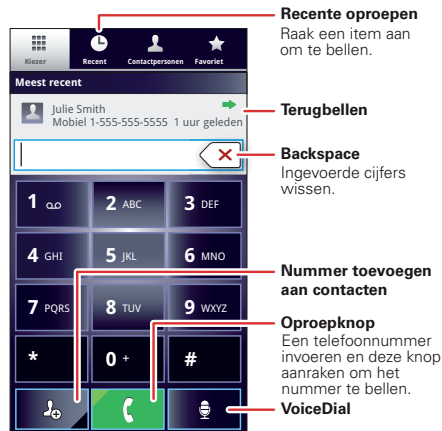 Recente oproepen
Raak een item aan
om te bellen.
Kiezer Recent Contactpersonen Favoriet
Meest recent
Julie Smith
Mobiel 1-555-555-5555 1 uur geleden
Terugbellen
Backspace
Ingevoerde cijfers
wissen.
1 2 ABC 3 DEF
4 GHI 5 JKL 6 MNO
Nummer toevoegen
aan contacten
7 PQRS 8 TUV 9 WXYZ
Oproepknop
Een telefoonnummer
invoeren en deze knop
aanraken om het
nummer te bellen.
* 0 + #
VoiceDial